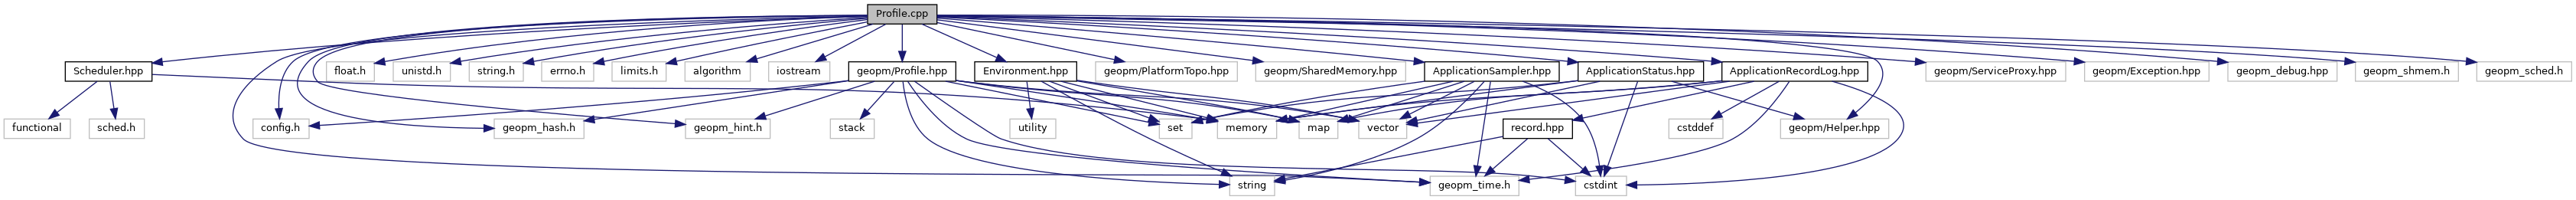 Profile.cpp
Scheduler.hpp
float.h
unistd.h
string.h
errno.h
limits.h
algorithm
iostream
geopm/Profile.hpp
Environment.hpp
geopm/PlatformTopo.hpp
geopm/SharedMemory.hpp
ApplicationSampler.hpp
ApplicationStatus.hpp
ApplicationRecordLog.hpp
geopm/ServiceProxy.hpp
geopm/Exception.hpp
geopm_debug.hpp
geopm_shmem.h
geopm_sched.h
functional
sched.h
config.h
geopm_hash.h
geopm_hint.h
stack
utility
set
memory
map
vector
record.hpp
cstddef
geopm/Helper.hpp
string
geopm_time.h
cstdint